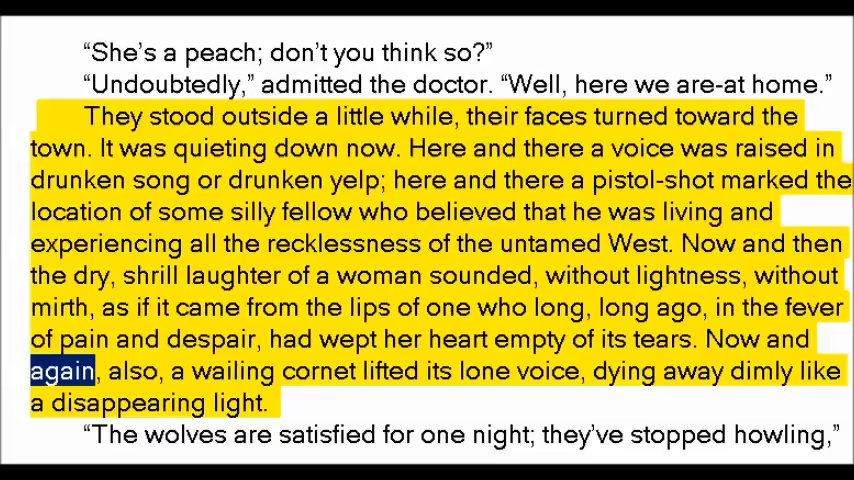 “She’s a peach; don’t you think so?”
“Undoubtedly,” admitted the doctor. “Well, here we are-at home.”
They stood outside a little while, their faces turned toward the
town. It was quieting down now. Here and there a voice was raised in
drunken song or drunken yelp; here and there a pistol-shot marked the
location of some silly fellow who believed that he was living and
experiencing all the recklessness of the untamed West. Now and then
the dry, shrill laughter of a woman sounded, without lightness, without
mirth, as if it came from the lips of one who long, long ago, in the fever
of pain and despair, had wept her heart empty of its tears. Now and
again, also, a wailing cornet lifted its lone voice, dying away dimly like
a disappearing light.
“The wolves are satisfied for one night; they’ve stopped howling,”